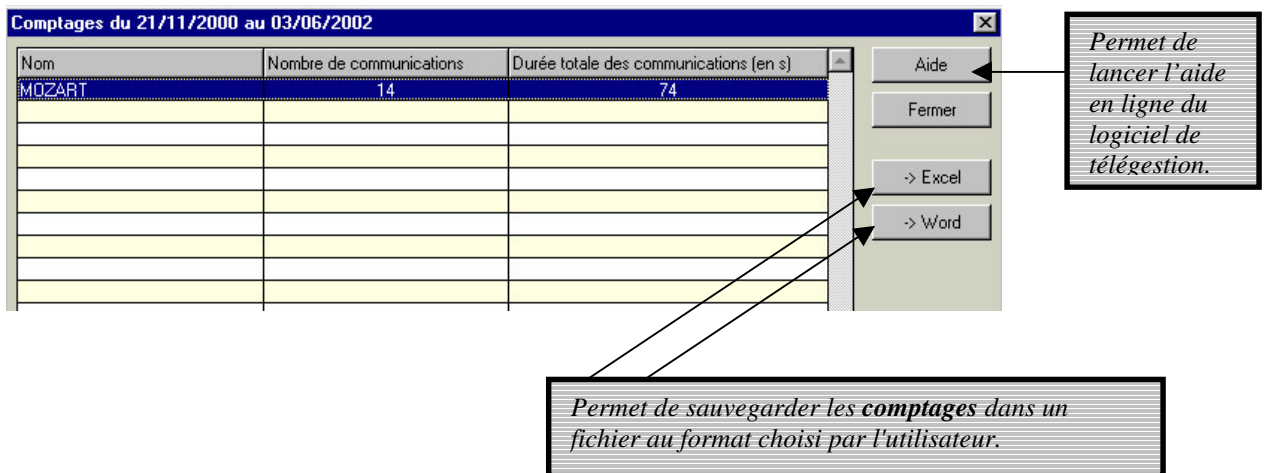 Comptages du 21/11/2000 au 03/06/2002
Nom Nombre de communications Durée totale des communications (en s)
MOZART 14 74
Aide
Fermer
-> Excel
-> Word
Permet de
lancer l'aide
en ligne du
logiciel de
télégestion.
Permet de sauvegarder les comptages dans un
fichier au format choisi par l'utilisateur.